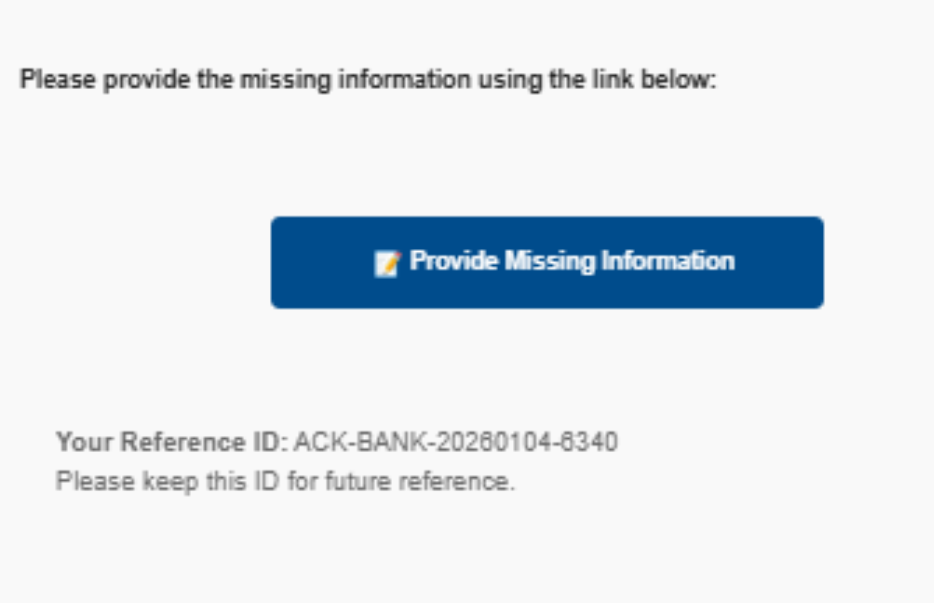 Please provide the missing information using the link below:
📝 Provide Missing Information
Your Reference ID: ACK-BANK-20260104-6340
Please keep this ID for future reference.